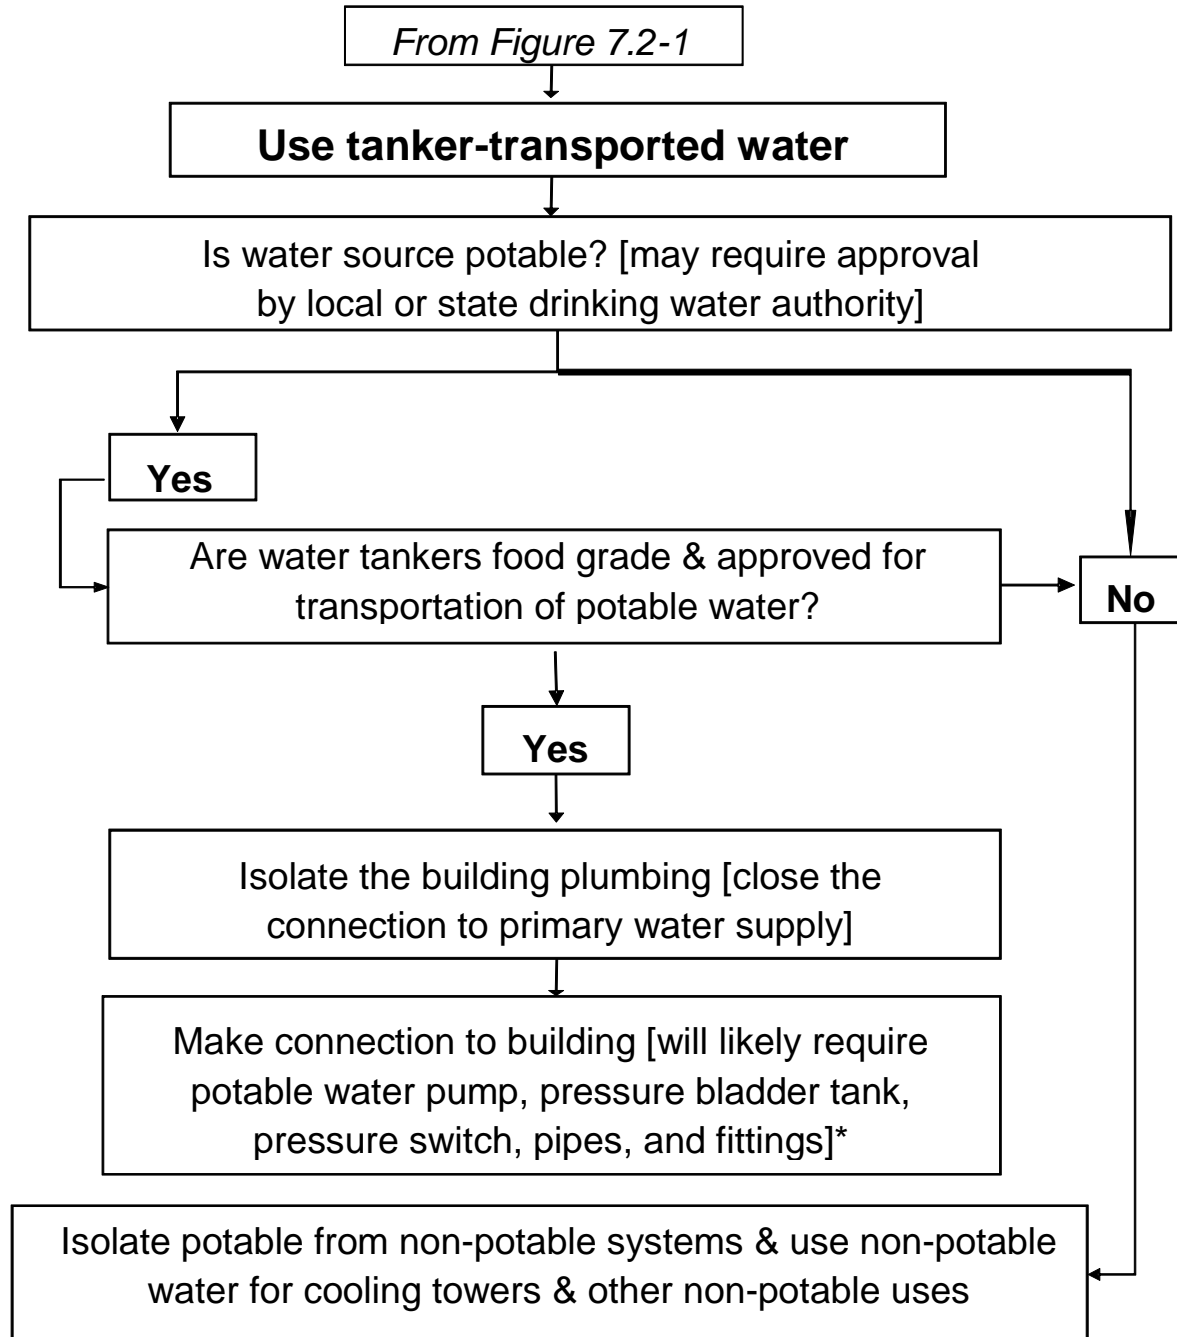 From Figure 7.2-1
Use tanker-transported water
Is water source potable? [may require approval
by local or state drinking water authority]
Yes
Are water tankers food grade & approved for
transportation of potable water?
No
Yes
Isolate the building plumbing [close the
connection to primary water supply]
Make connection to building [will likely require
potable water pump, pressure bladder tank,
pressure switch, pipes, and fittings]*
Isolate potable from non-potable systems & use non-potable
water for cooling towers & other non-potable uses